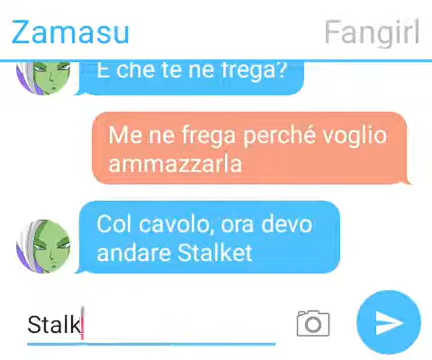 Zamasu Fangirl
E che te ne frega?
Me ne frega perché voglio
ammazzarla
Col cavolo, ora devo
andare Stalket
Stalk